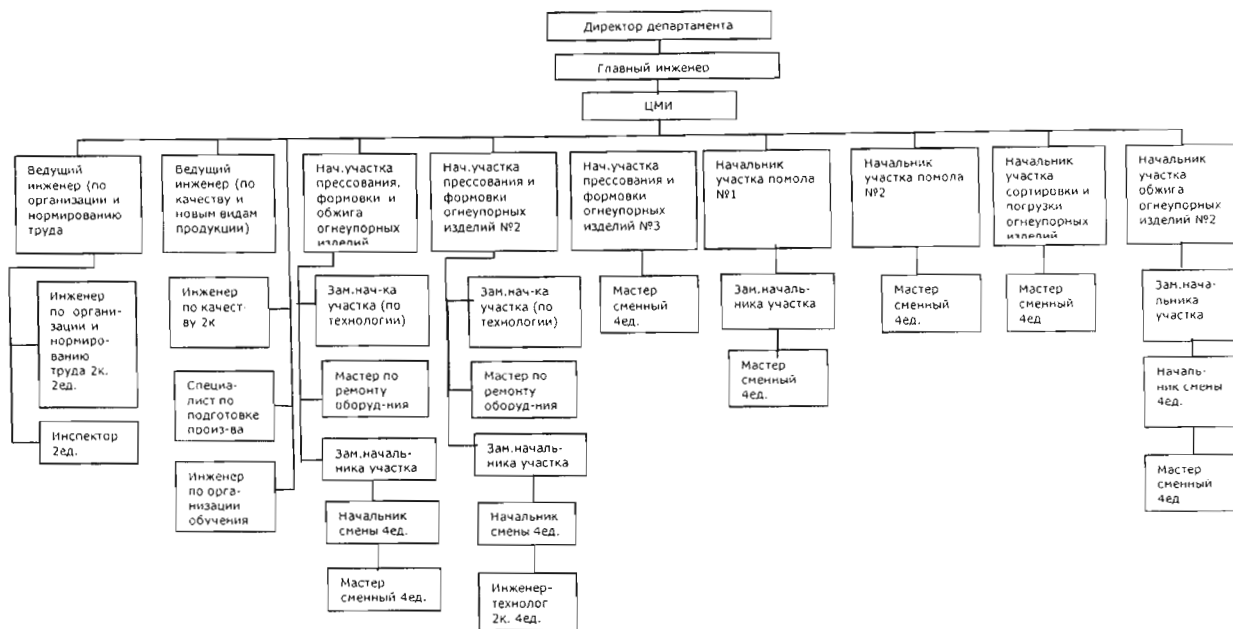 Директор департамента
Главный инженер
ЦМИ
Ведущий
инженер (по
организации и
нормированию
труда
Ведущий
инженер (по
качеству и
новым видам
продукции)
Нач.участка
прессования,
формовки и
обжига
огнеупорных
изделий
Нач.участка
прессования и
формовки
огнеупорных
изделий №2
Нач.участка
прессования и
формовки
огнеупорных
изделий №3
Начальник
участка помола
№1
Начальник
участка помола
№2
Начальник
участка
сортировки и
погрузки
огнеупорных
изделий
Начальник
участка
обжига
огнеупорных
изделий №2
Инженер
по органи-
зации и
нормиро-
ванию
труда 2к.
2ед.
Инспектор
2ед.
Инженер
по качест-
ву 2к
Специа-
лист по
подготовке
произ-ва
Инженер
по орга-
низации
обучения
Зам.нач-ка
участка (по
технологии)
Мастер по
ремонту
оборуд-ния
Зам.началь-
ника участка
Начальник
смены 4ед.
Мастер
сменный 4ед.
Зам.нач-ка
участка (по
технологии)
Мастер по
ремонту
оборуд-ния
Зам.началь-
ника участка
Начальник
смены 4ед.
Инженер-
технолог
2к. 4ед.
Мастер
сменный
4ед.
Зам.началь-
ника участка
Мастер
сменный
4ед.
Мастер
сменный
4ед.
Мастер
сменный
4ед
Зам.нача-
льника
участка
Началь-
ник смены
4ед.
Мастер
сменный
4ед